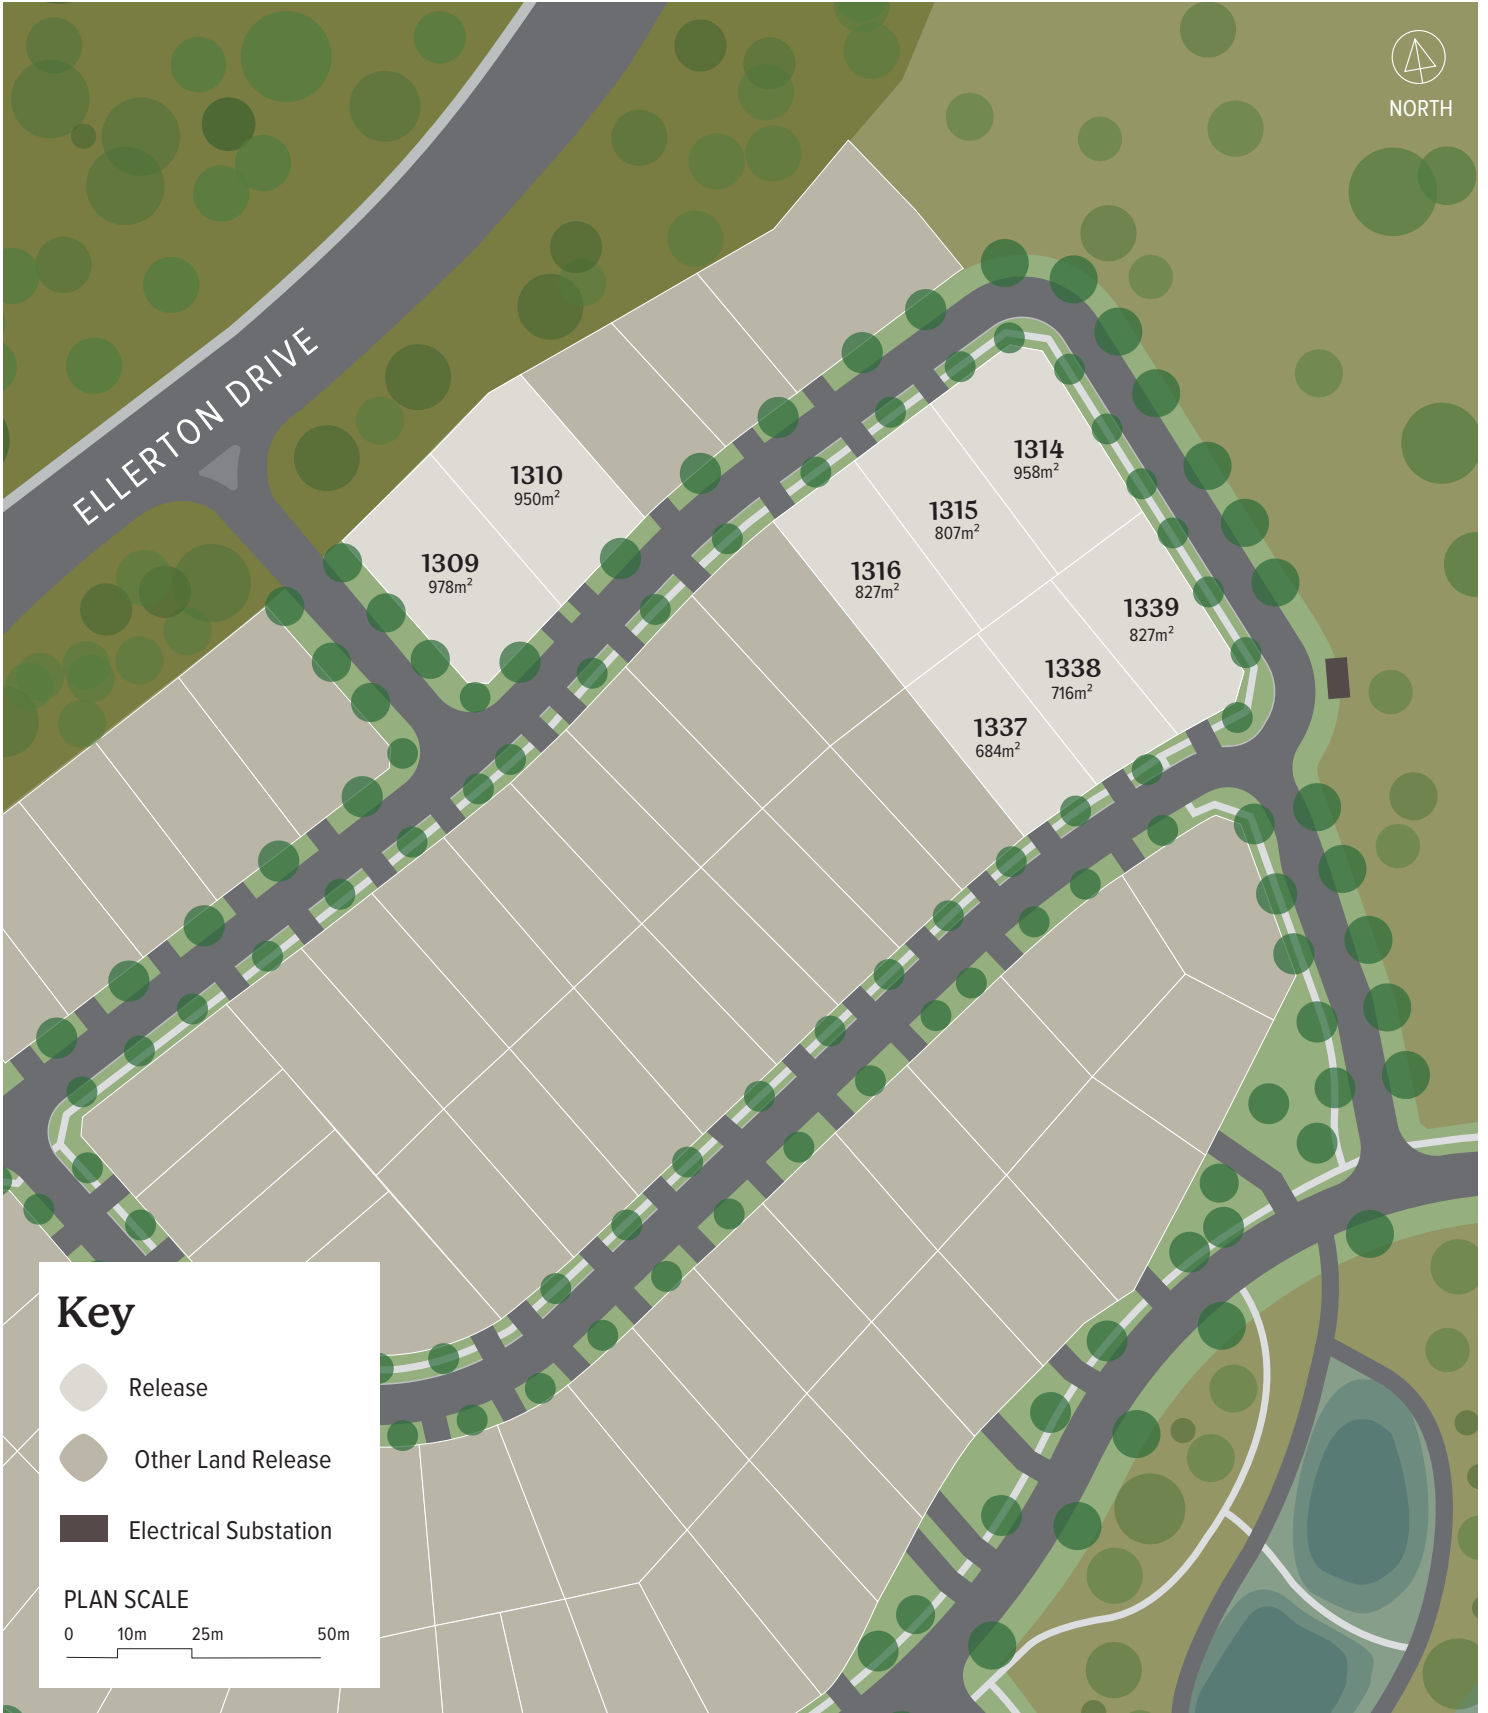 NORTH
ELLERTON DRIVE
1310
950m²
1309
978m²
1314
958m²
1315
807m²
1316
827m²
1339
827m²
1338
716m²
1337
684m²
Key
Release
Other Land Release
Electrical Substation
PLAN SCALE
0 10m 25m 50m